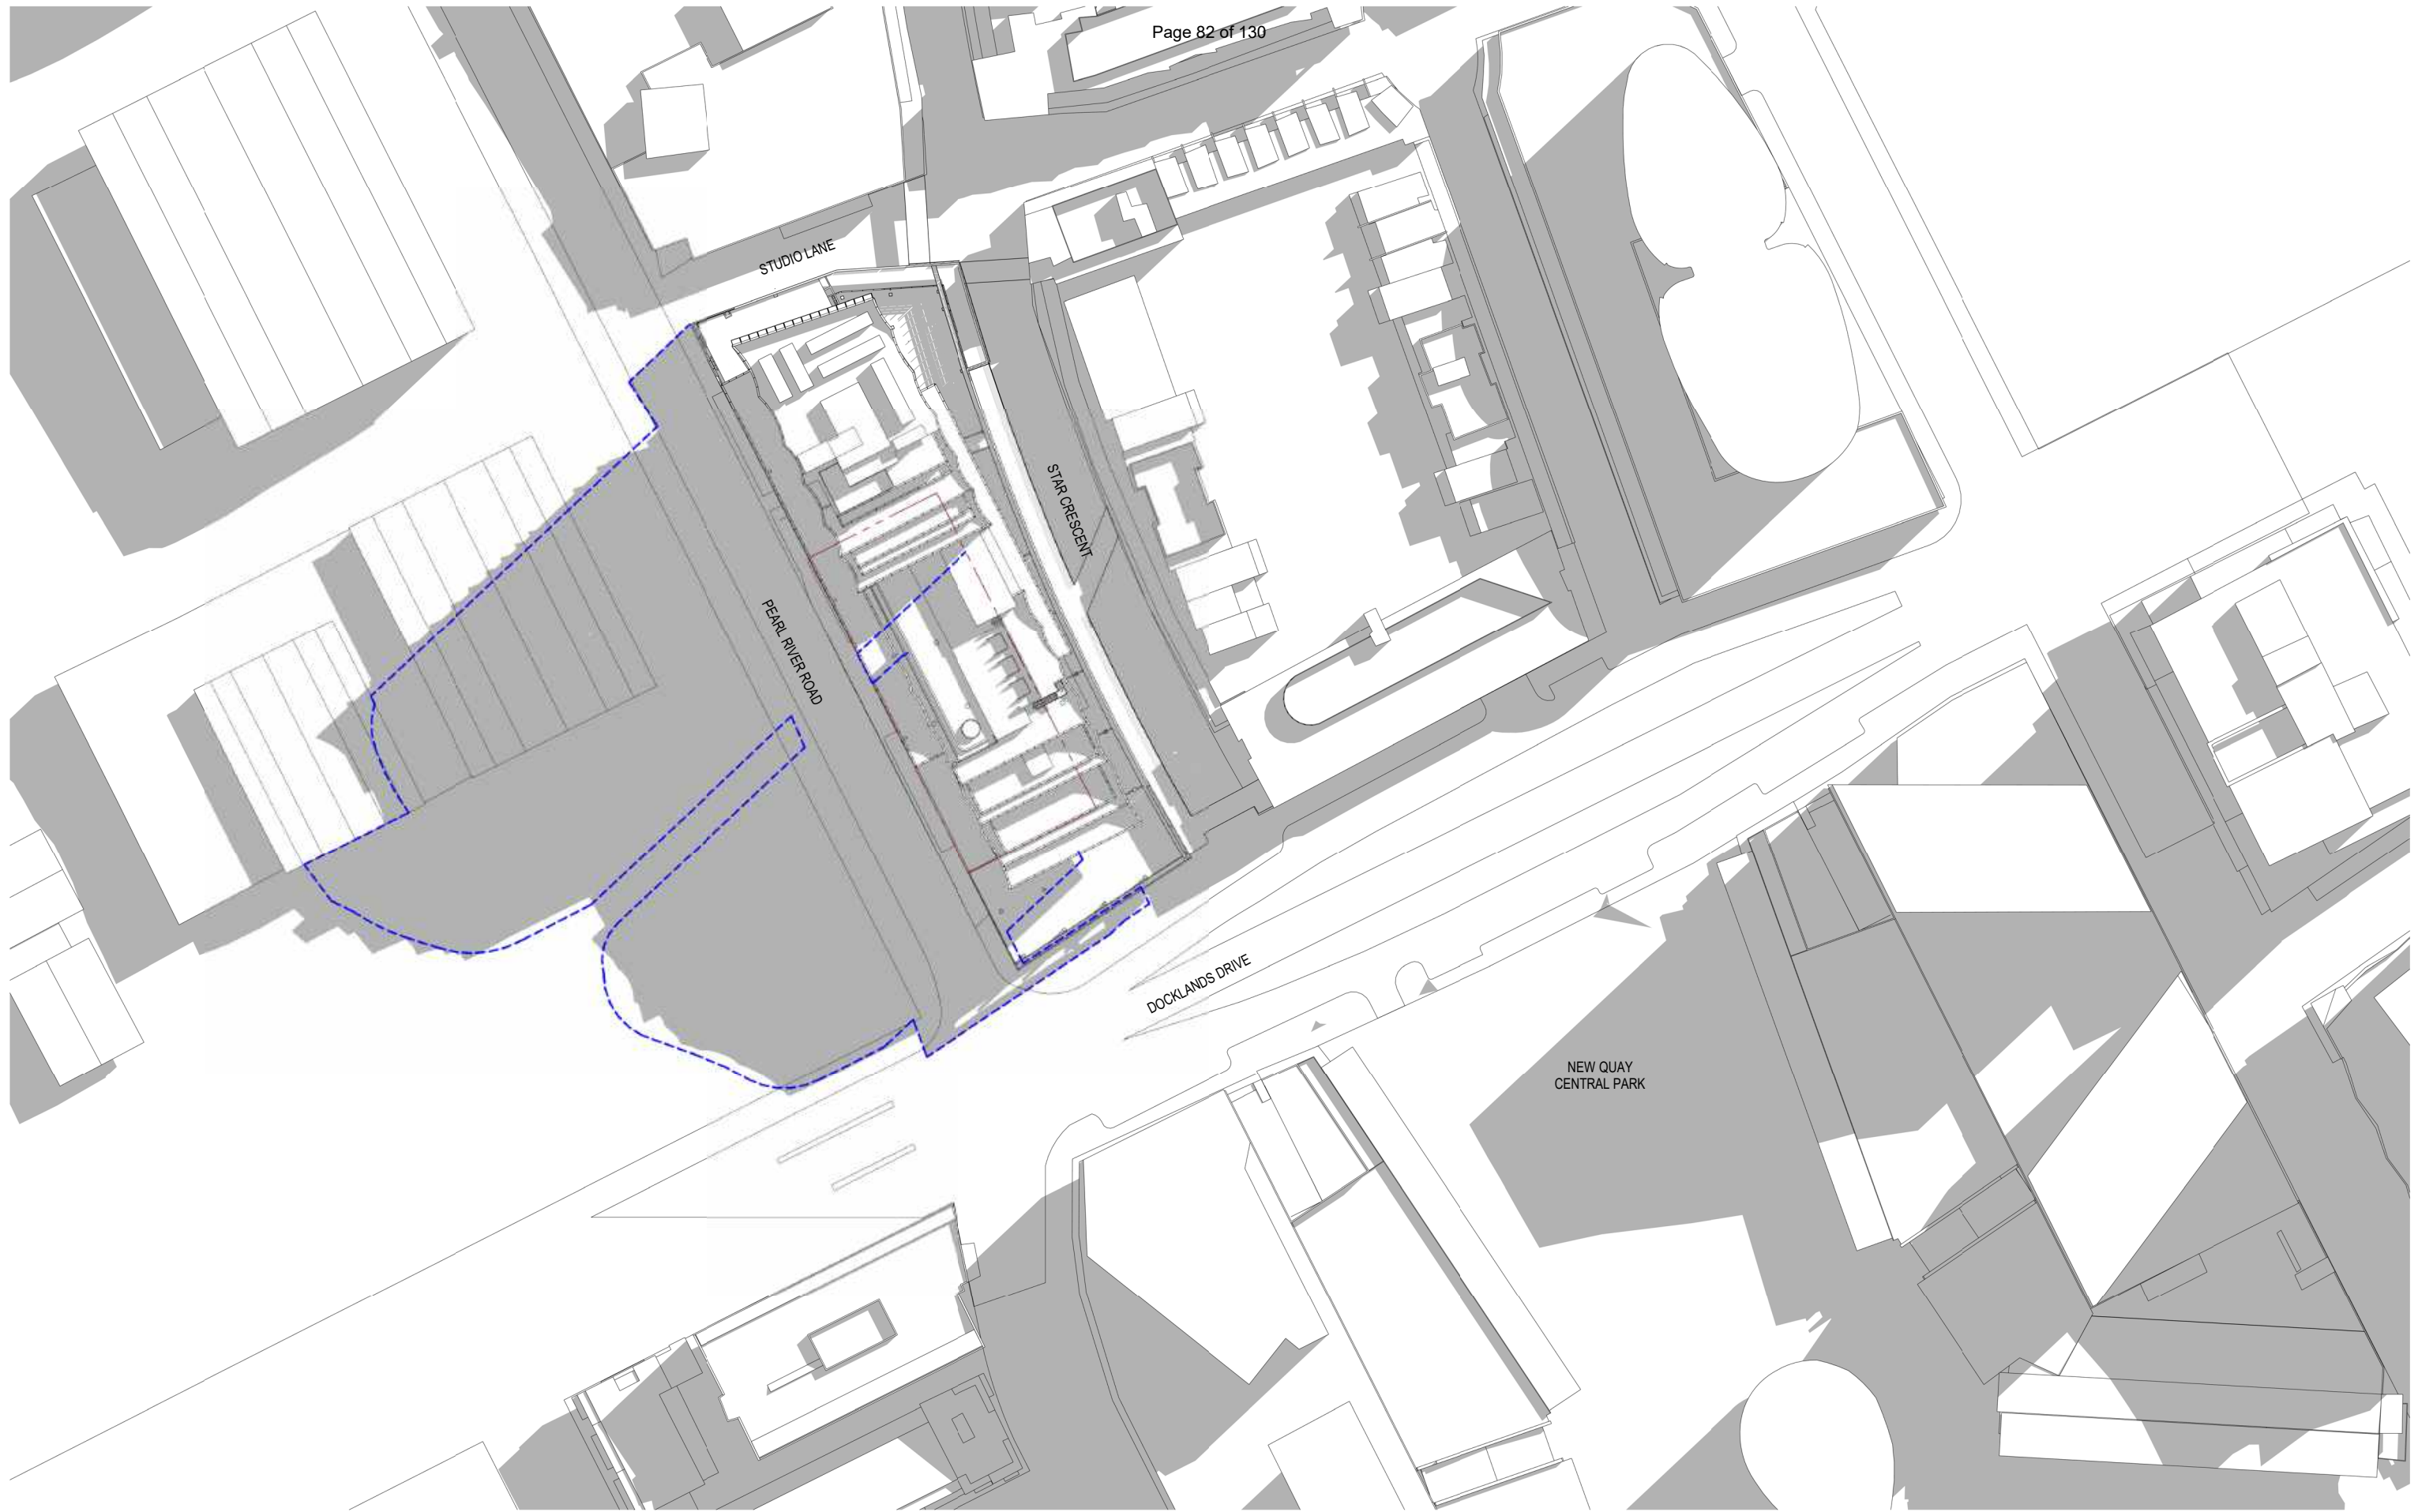 Page 82 of 130
STUDIO LANE
STAR CRESCENT
PEARL RIVER ROAD
DOCKLANDS DRIVE
NEW QUAY
CENTRAL PARK